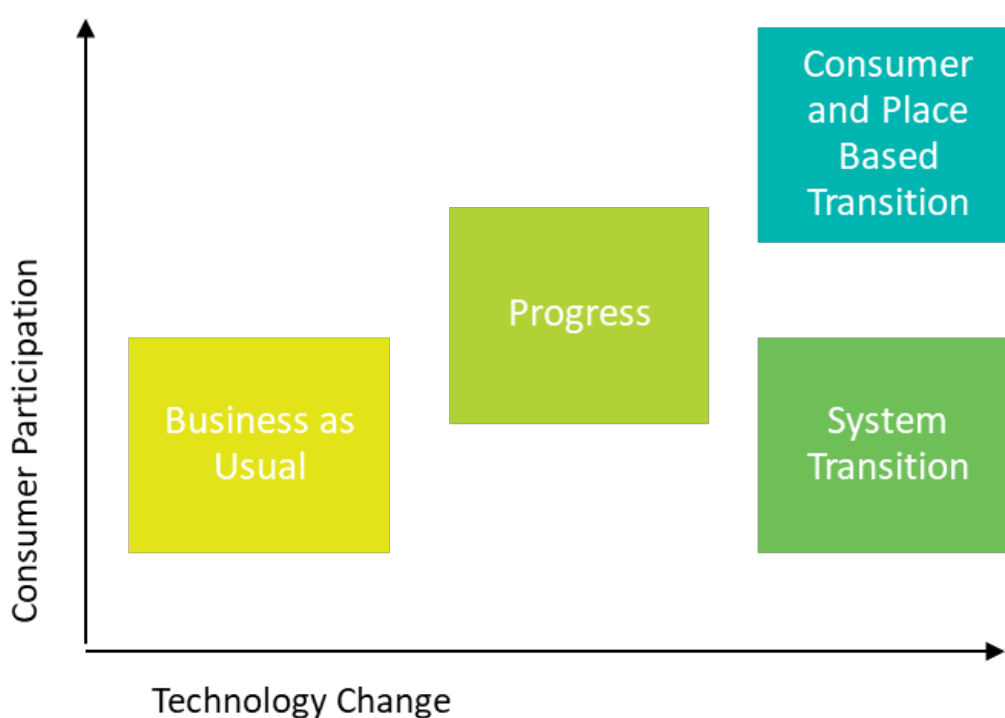 Consumer
and Place
Based
Transition
Progress
Business as
Usual
System
Transition
Consumer Participation
Technology Change